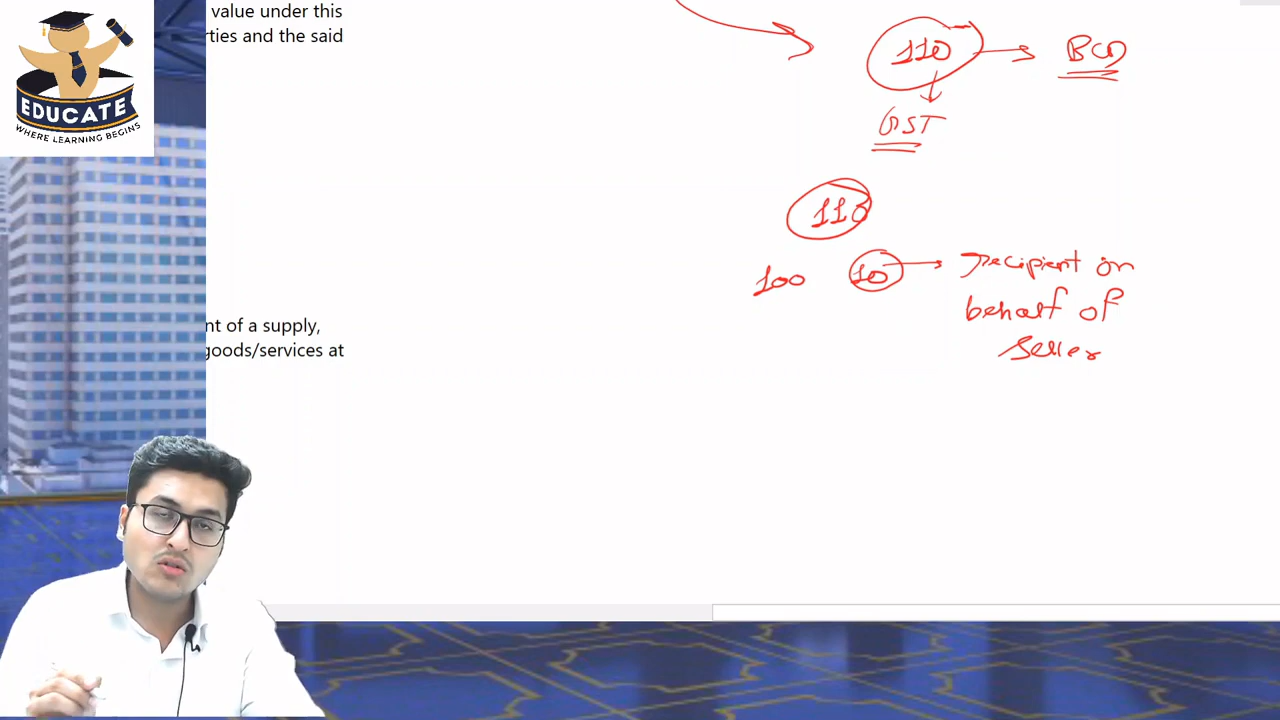 value under this
rties and the said
110
BCD
GST
EDUCATE
WHERE LEARNING BEGINS
110
100 10
recipient on
behalf of
seller
nt of a supply,
goods/services at